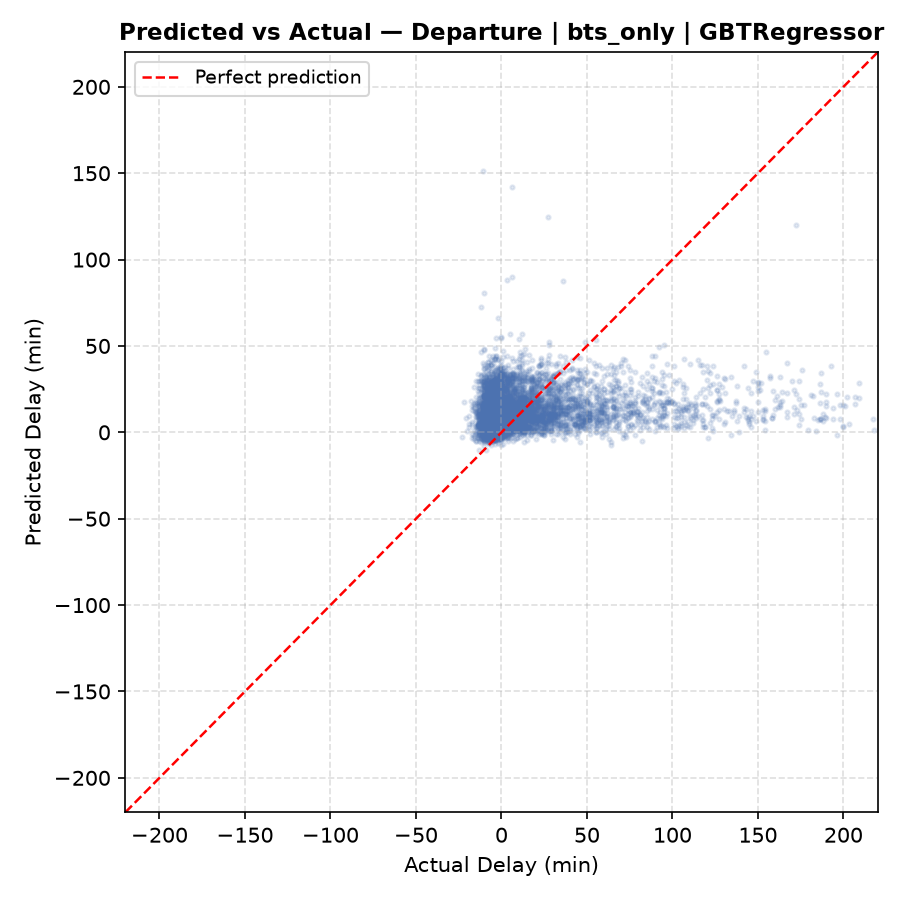 Predicted vs Actual — Departure | bts_only | GBTRegressor
Perfect prediction
200
150
100
50
0
−50
−100
−150
−200
Predicted Delay (min)
−200 −150 −100 −50 0 50 100 150 200
Actual Delay (min)